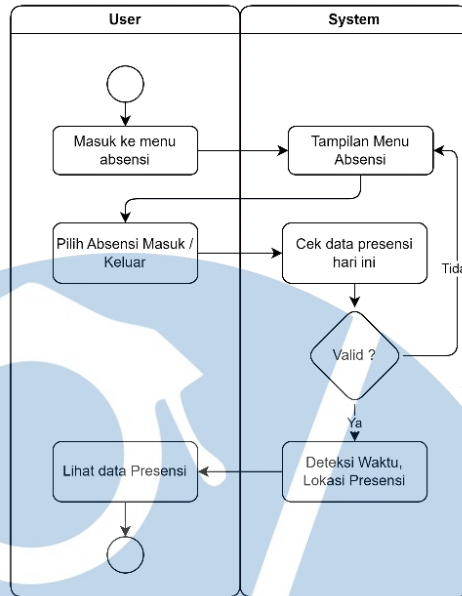 User
System
Masuk ke menu
absensi
Tampilan Menu
Absensi
Pilih Absensi Masuk /
Keluar
Cek data presensi
hari ini
Tida
Valid ?
Ya
Lihat data Presensi
Deteksi Waktu,
Lokasi Presensi